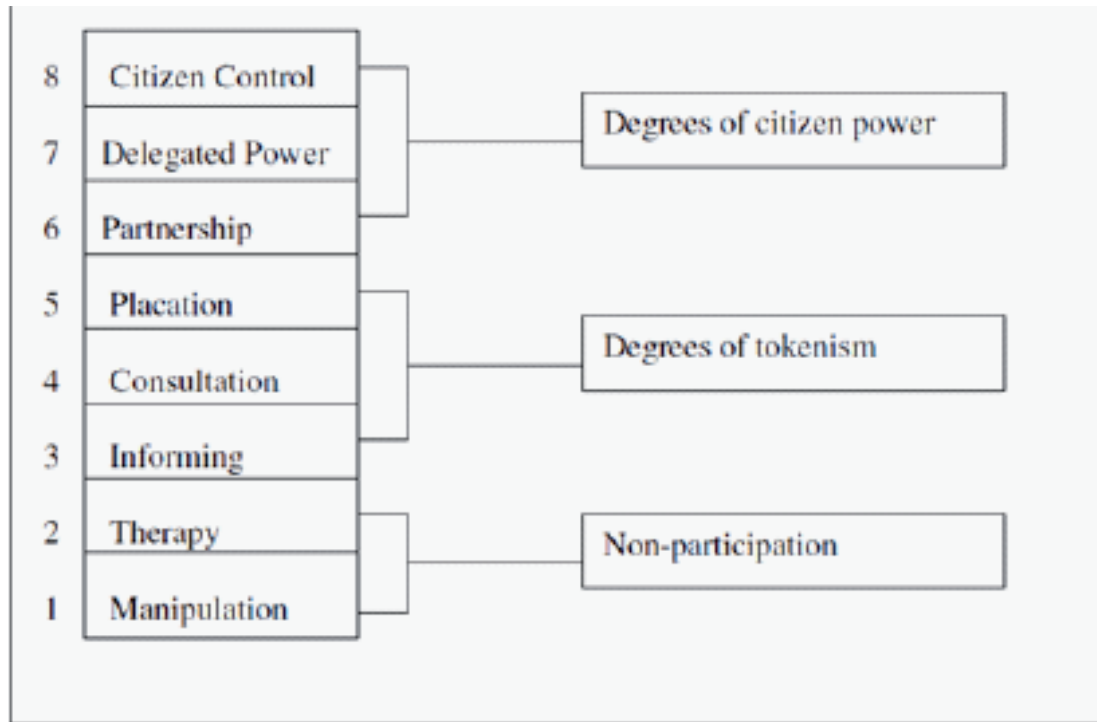 8 Citizen Control
7 Delegated Power
6 Partnership
5 Placation
4 Consultation
3 Informing
2 Therapy
1 Manipulation
Degrees of citizen power
Degrees of tokenism
Non-participation